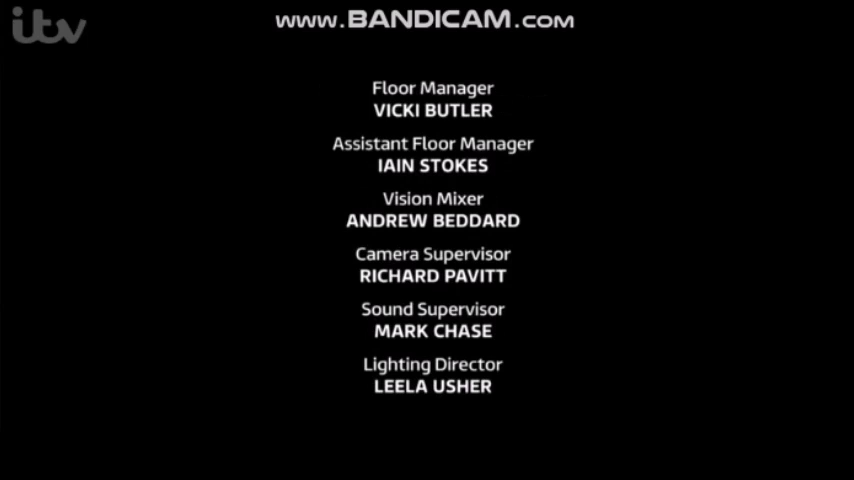 itv
www.BANDICAM.com
Floor Manager
VICKI BUTLER
Assistant Floor Manager
IAIN STOKES
Vision Mixer
ANDREW BEDDARD
Camera Supervisor
RICHARD PAVITT
Sound Supervisor
MARK CHASE
Lighting Director
LEELA USHER